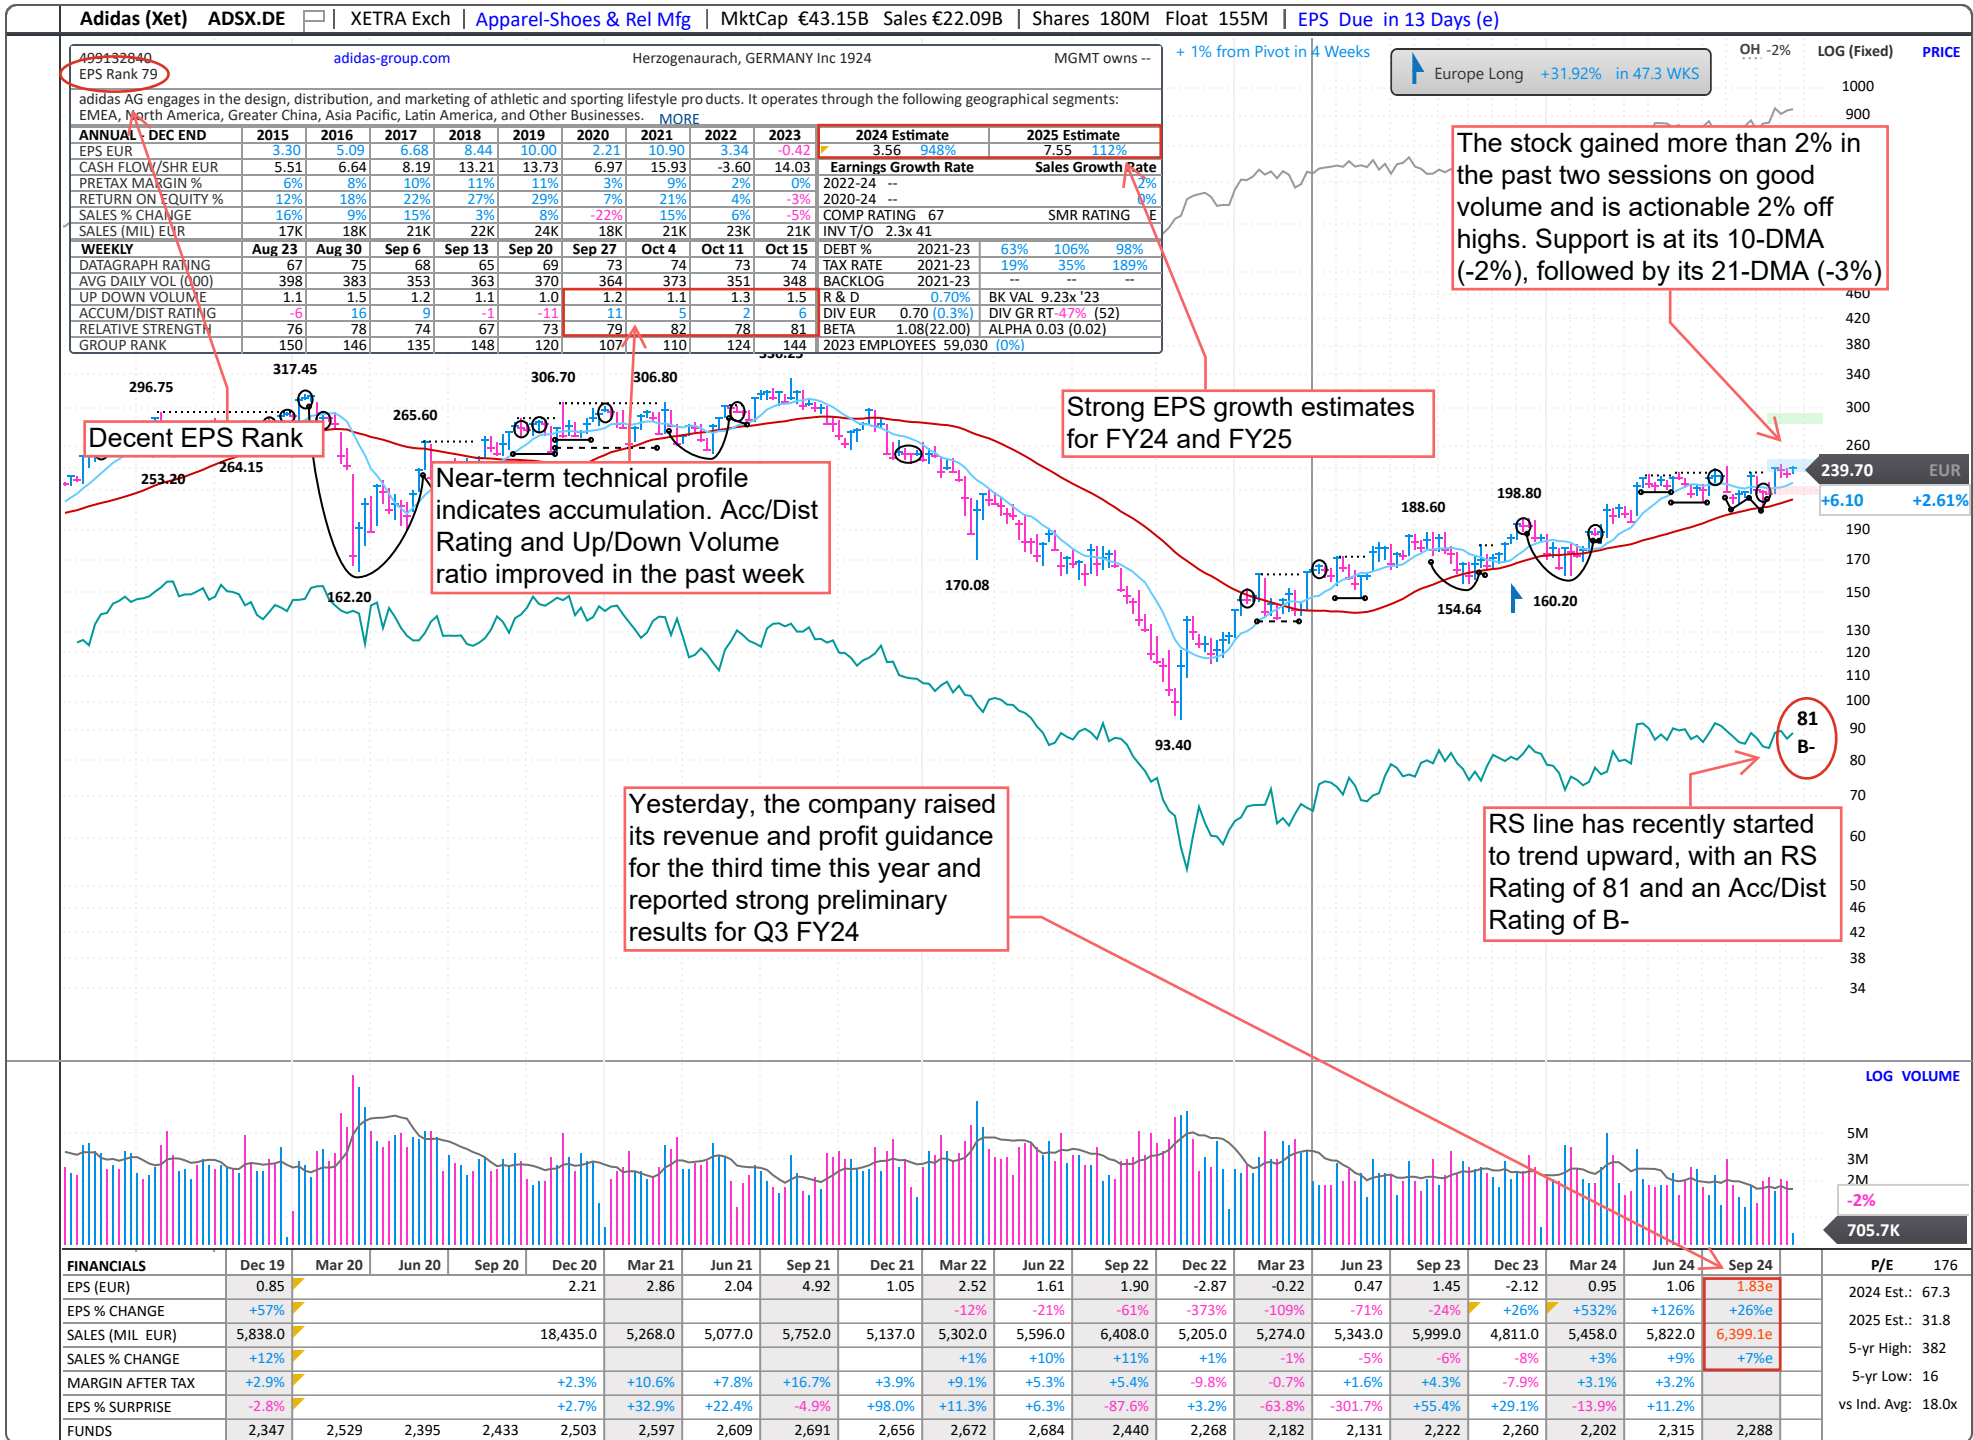 Adidas (Xet) ADSX.DE XETRA Exch Apparel-Shoes & Rel Mfg MktCap €43.15B Sales €22.09B Shares 180M Float 155M EPS Due in 13 Days (e)
499132840 adidas-group.com Herzogenaurach, GERMANY Inc 1924 MGMT owns --
EPS Rank 79
adidas AG engages in the design, distribution, and marketing of athletic and sporting lifestyle products. It operates through the following geographical segments:
EMEA, North America, Greater China, Asia Pacific, Latin America, and Other Businesses. MORE
ANNUAL - DEC END 2015 2016 2017 2018 2019 2020 2021 2022 2023 2024 Estimate 2025 Estimate
EPS EUR 3.30 5.09 6.68 8.44 10.00 2.21 10.90 3.34 -0.42 3.56 948% 7.55 112%
CASH FLOW/SHR EUR 5.51 6.64 8.19 13.21 13.73 6.97 15.93 -3.60 14.03 Earnings Growth Rate Sales Growth Rate
PRETAX MARGIN % 6% 8% 10% 11% 11% 3% 9% 2% 0% 2022-24 -- 2%
RETURN ON EQUITY % 12% 18% 22% 27% 29% 7% 21% 4% -3% 2020-24 -- 0%
SALES % CHANGE 16% 9% 15% 3% 8% -22% 15% 6% -5% COMP RATING 67 SMR RATING E
SALES (MIL) EUR 17K 18K 21K 22K 24K 18K 21K 23K 21K INV T/O 2.3x 41
WEEKLY Aug 23 Aug 30 Sep 6 Sep 13 Sep 20 Sep 27 Oct 4 Oct 11 Oct 15 DEBT % 2021-23 63% 106% 98%
DATAGRAPH RATING 67 75 68 65 69 73 74 73 74 TAX RATE 2021-23 19% 35% 189%
AVG DAILY VOL (000) 398 383 353 363 370 364 373 351 348 BACKLOG 2021-23 -- -- --
UP DOWN VOLUME 1.1 1.5 1.2 1.1 1.0 1.2 1.1 1.3 1.5 R & D 0.70% BK VAL 9.23x '23
ACCUM/DIST RATING -6 16 9 -1 -11 11 5 2 6 DIV EUR 0.70 (0.3%) DIV GR RT -47% (52)
RELATIVE STRENGTH 76 78 74 67 73 79 82 78 81 BETA 1.08(22.00) ALPHA 0.03 (0.02)
GROUP RANK 150 146 135 148 120 107 110 124 144 2023 EMPLOYEES 59,030 (0%)
+ 1% from Pivot in 4 Weeks
Europe Long +31.92% in 47.3 WKS
OH -2% LOG (Fixed) PRICE
1000
900
The stock gained more than 2% in
the past two sessions on good
volume and is actionable 2% off
highs. Support is at its 10-DMA
(-2%), followed by its 21-DMA (-3%)
460
420
380
340
300
260
239.70 EUR
+6.10 +2.61%
190
170
150
130
120
110
100
90
80
70
60
50
46
42
38
34
296.75
317.45
265.60
306.70
306.80
253.20
264.15
162.20
170.08
93.40
188.60
198.80
154.64
160.20
Decent EPS Rank
Near-term technical profile
indicates accumulation. Acc/Dist
Rating and Up/Down Volume
ratio improved in the past week
Strong EPS growth estimates
for FY24 and FY25
81
B-
Yesterday, the company raised
its revenue and profit guidance
for the third time this year and
reported strong preliminary
results for Q3 FY24
RS line has recently started
to trend upward, with an RS
Rating of 81 and an Acc/Dist
Rating of B-
LOG VOLUME
5M
3M
2M
-2%
705.7K
FINANCIALS Dec 19 Mar 20 Jun 20 Sep 20 Dec 20 Mar 21 Jun 21 Sep 21 Dec 21 Mar 22 Jun 22 Sep 22 Dec 22 Mar 23 Jun 23 Sep 23 Dec 23 Mar 24 Jun 24 Sep 24
EPS (EUR) 0.85 2.21 2.86 2.04 4.92 1.05 2.52 1.61 1.90 -2.87 -0.22 0.47 1.45 -2.12 0.95 1.06 1.83e
EPS % CHANGE +57% -12% -21% -61% -373% -109% -71% -24% +26% +532% +126% +26%e
SALES (MIL EUR) 5,838.0 18,435.0 5,268.0 5,077.0 5,752.0 5,137.0 5,302.0 5,596.0 6,408.0 5,205.0 5,274.0 5,343.0 5,999.0 4,811.0 5,458.0 5,822.0 6,399.1e
SALES % CHANGE +12% +1% +10% +11% +1% -1% -5% -6% -8% +3% +9% +7%e
MARGIN AFTER TAX +2.9% +2.3% +10.6% +7.8% +16.7% +3.9% +9.1% +5.3% +5.4% -9.8% -0.7% +1.6% +4.3% -7.9% +3.1% +3.2%
EPS % SURPRISE -2.8% +2.7% +32.9% +22.4% -4.9% +98.0% +11.3% +6.3% -87.6% +3.2% -63.8% -301.7% +55.4% +29.1% -13.9% +11.2%
FUNDS 2,347 2,529 2,395 2,433 2,503 2,597 2,609 2,691 2,656 2,672 2,684 2,440 2,268 2,182 2,131 2,222 2,260 2,202 2,315 2,288
P/E 176
2024 Est.: 67.3
2025 Est.: 31.8
5-yr High: 382
5-yr Low: 16
vs Ind. Avg: 18.0x